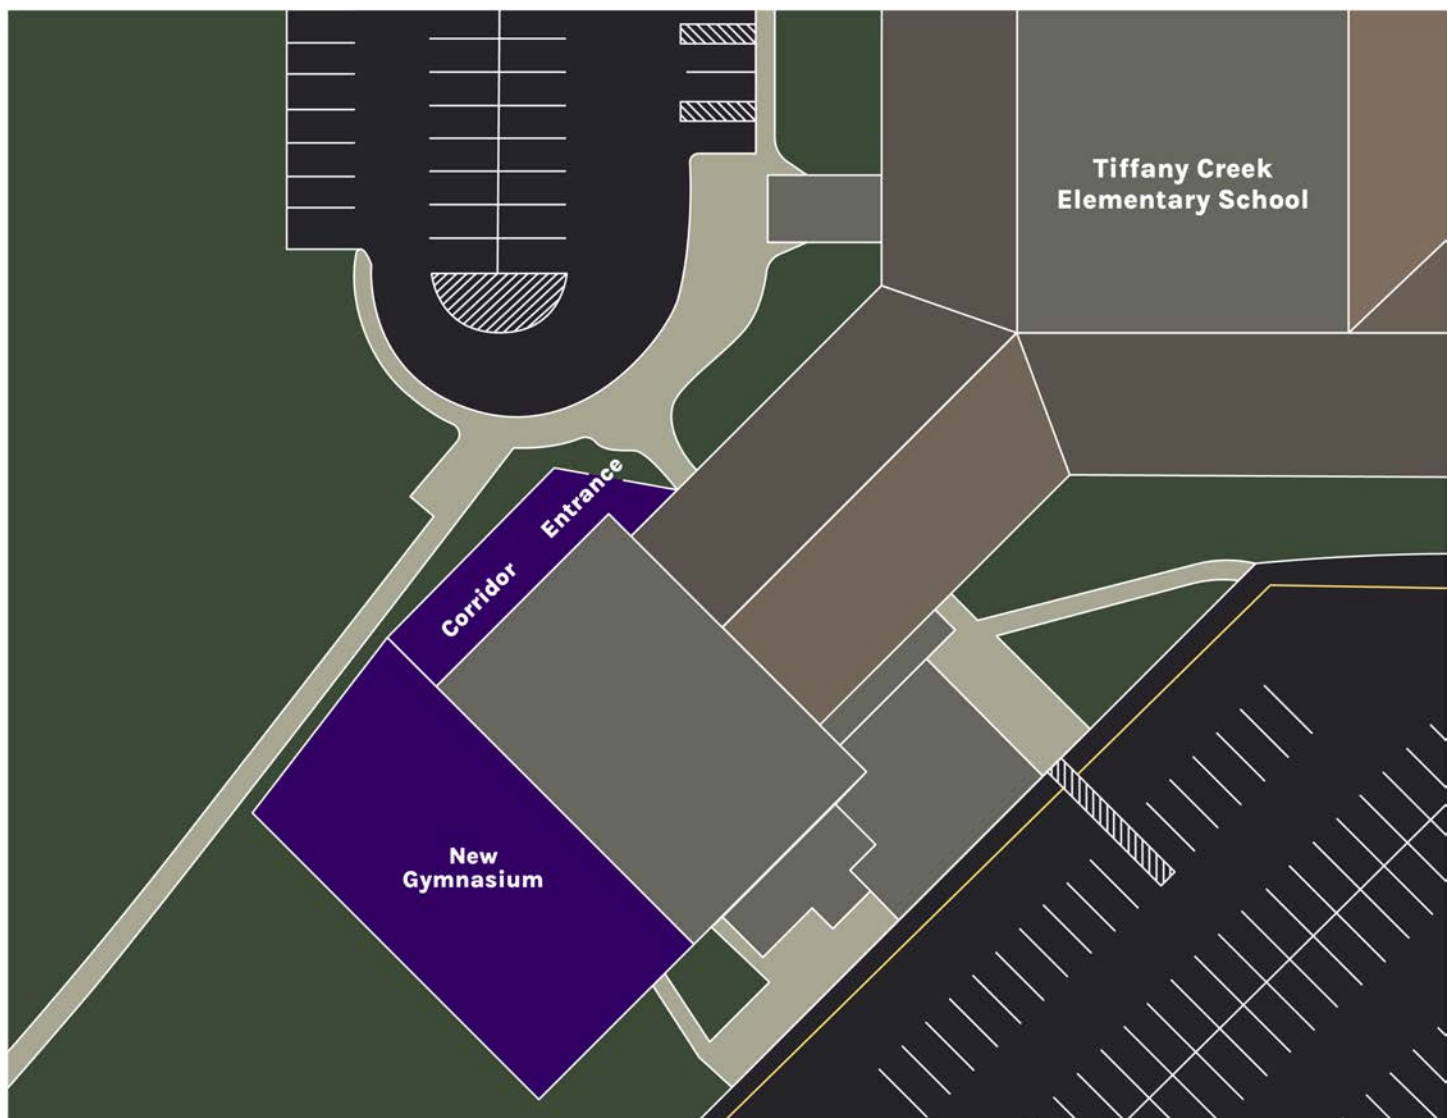 Tiffany Creek
Elementary School
Entrance
Corridor
New
Gymnasium